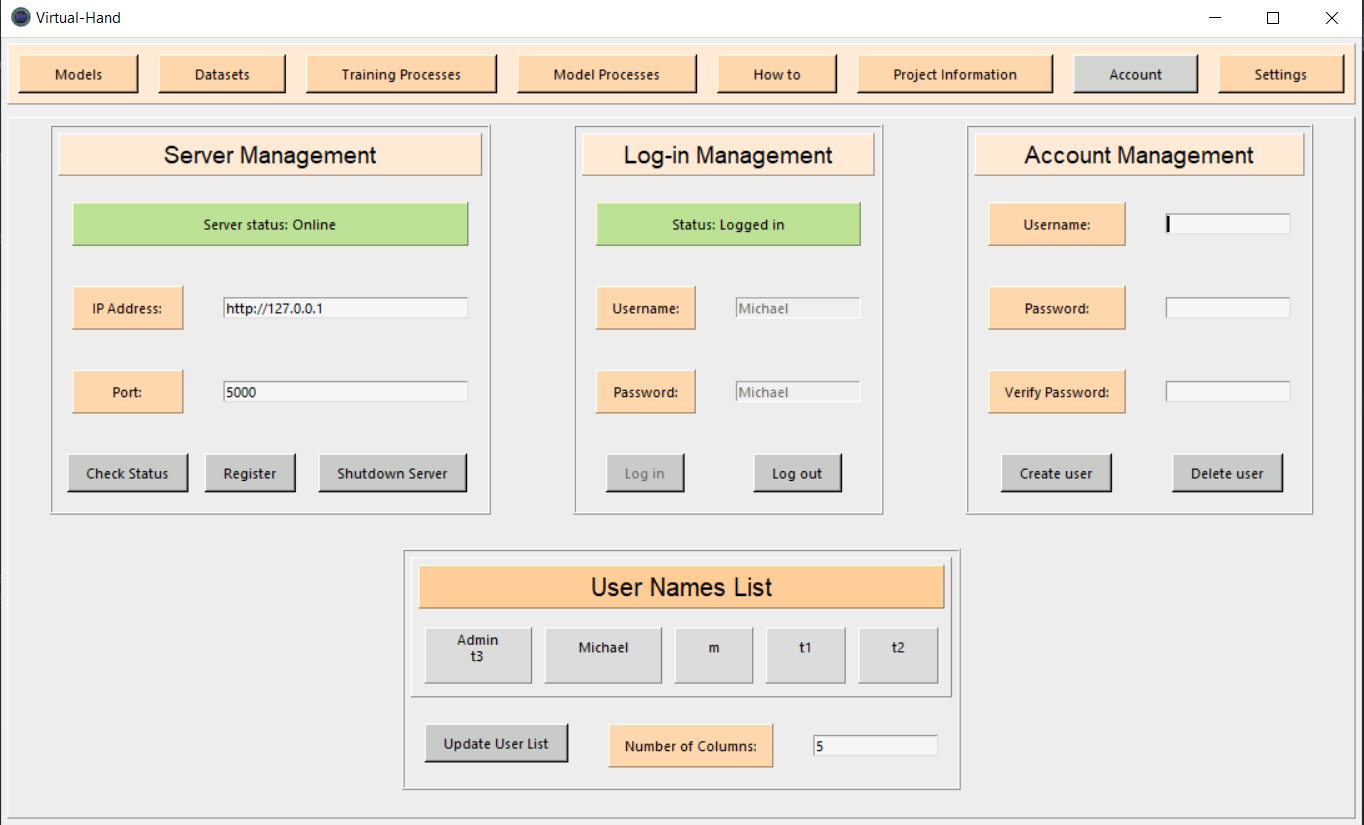 Virtual-Hand
Models Datasets Training Processes Model Processes How to Project Information Account Settings
Server Management
Server status: Online
IP Address: http://127.0.0.1
Port: 5000
Check Status Register Shutdown Server
Log-in Management
Status: Logged in
Username: Michael
Password: Michael
Log in Log out
Account Management
Username:
Password:
Verify Password:
Create user Delete user
User Names List
Admin Michael m t1 t2
t3
Update User List Number of Columns: 5